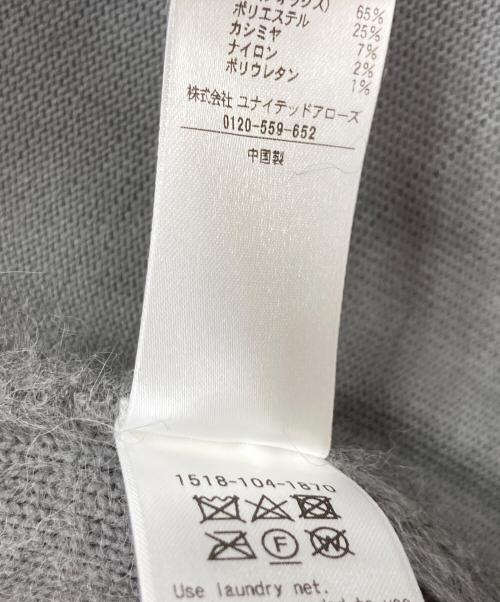 65%
ポリエステル 25%
カシミヤ 7%
ナイロン 2%
ポリウレタン 1%
株式会社 ユナイテッドアローズ
0120-559-652
中国製
1518-104-1870
F W
Use laundry net.